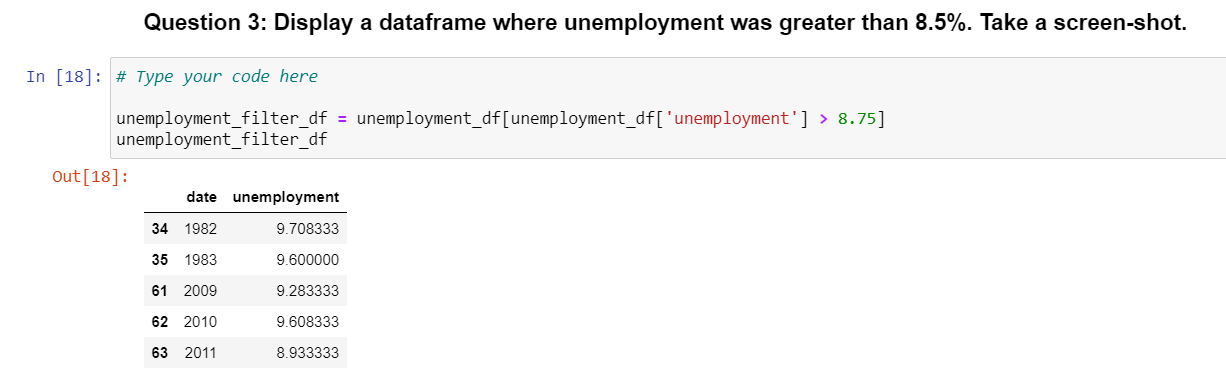 Question 3: Display a dataframe where unemployment was greater than 8.5%. Take a screen-shot.
In [18]: # Type your code here
unemployment_filter_df = unemployment_df[unemployment_df['unemployment'] > 8.75]
unemployment_filter_df
Out[18]:
date unemployment
34 1982 9.708333
35 1983 9.600000
61 2009 9.283333
62 2010 9.608333
63 2011 8.933333